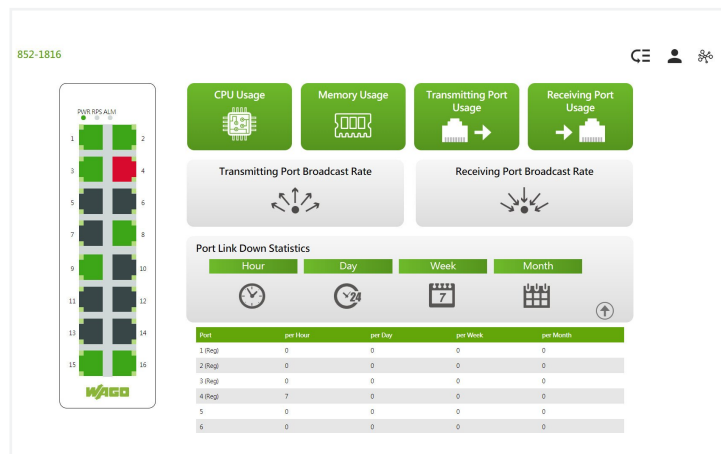 852-1816
PWR RPS ALM
1 2
3 4
5 6
7 8
9 10
11 12
13 14
15 16
WAGO
CPU Usage
Memory Usage
Transmitting Port
Usage
Receiving Port
Usage
Transmitting Port Broadcast Rate
Receiving Port Broadcast Rate
Port Link Down Statistics
Hour Day Week Month
24 7
Port per Hour per Day per Week per Month
1 (Reg) 0 0 0 0
2 (Reg) 0 0 0 0
3 (Reg) 0 0 0 0
4 (Reg) 7 0 0 0
5 0 0 0 0
6 0 0 0 0